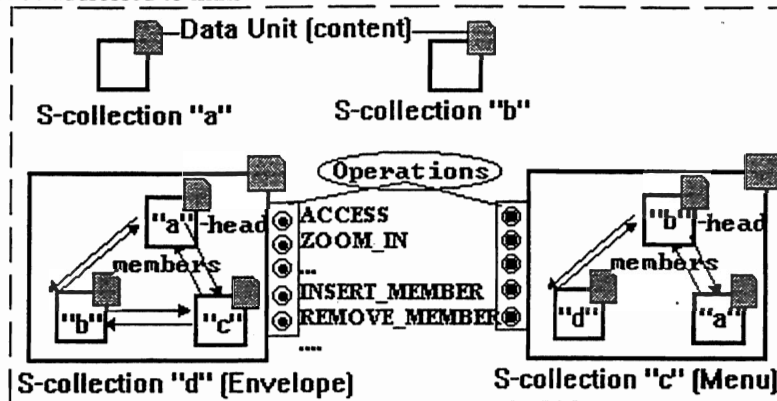 Data Unit (content)
S-collection "a"
S-collection "b"
Operations
"a"-head
members
"b"
"c"
ACCESS
ZOOM_IN
...
INSERT_MEMBER
REMOVE_MEMBER
....
"b"-head
members
"d"
"a"
S-collection "d" (Envelope)
S-collection "c" (Menu)